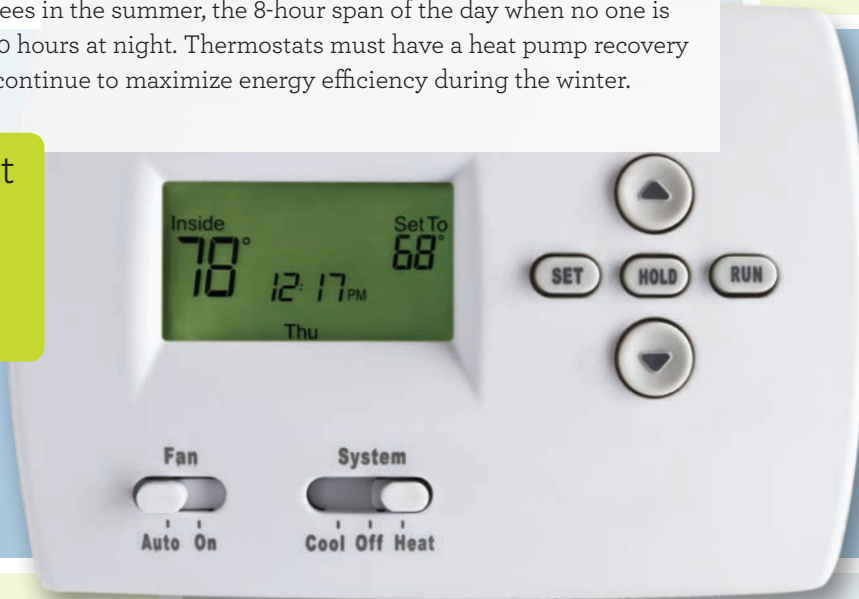 ees in the summer, the 8-hour span of the day when no one is
0 hours at night. Thermostats must have a heat pump recovery
continue to maximize energy efficiency during the winter.
t
Inside
Set To
78°
68°
12:17 PM
Thu
SET
HOLD
RUN
Fan
System
Auto On
Cool Off Heat